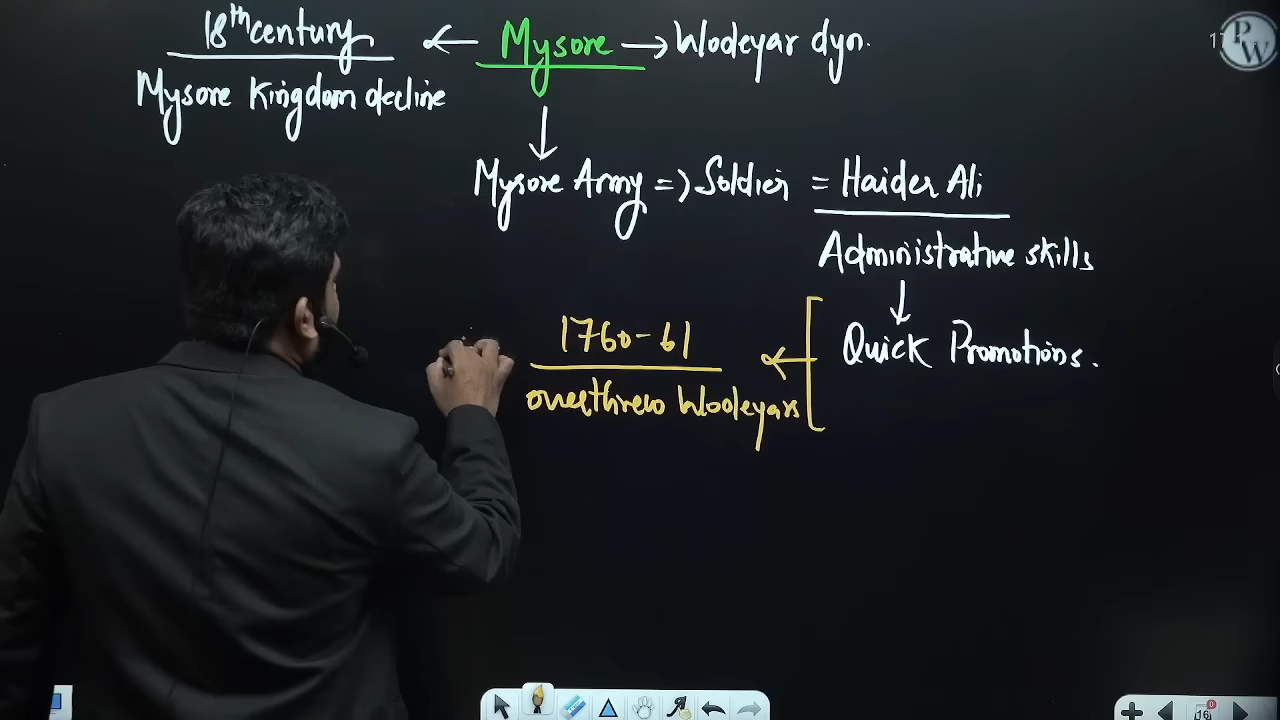 18th century ← Mysore → Wodeyar dyn.
Mysore Kingdom decline
Mysore Army => Soldier = Haider Ali
Administrative skills
Quick Promotions.
1760-61
overthrew Wodeyars
PW